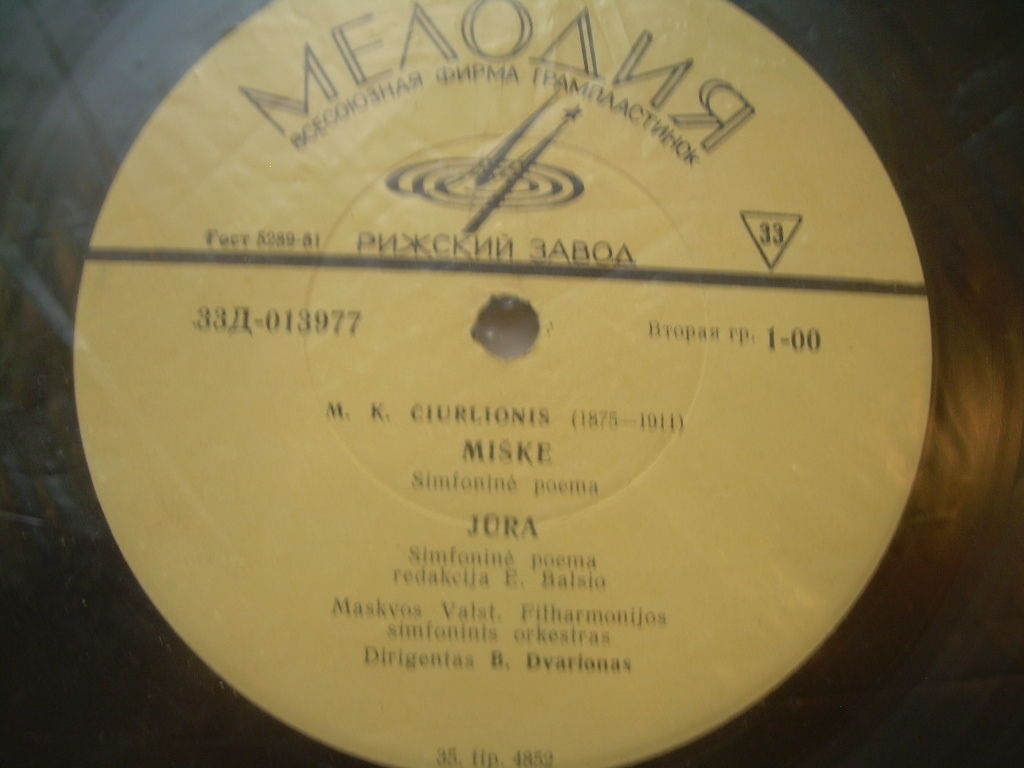 МЕЛОДИЯ
ВСЕСОЮЗНАЯ ФИРМА ГРАМПЛАСТИНОК
Гост 5289-61
РИЖСКИЙ ЗАВОД
33
33Д-013977
Вторая гр. 1-00
M. K. ČIURLIONIS (1875—1911)
MIŠKE
Simfoninė poema
JŪRA
Simfoninė poema
redakcija E. Balsio
Maskvos Valst. Filharmonijos
simfoninis orkestras
Dirigentas B. Dvarionas
35. tip. 4852